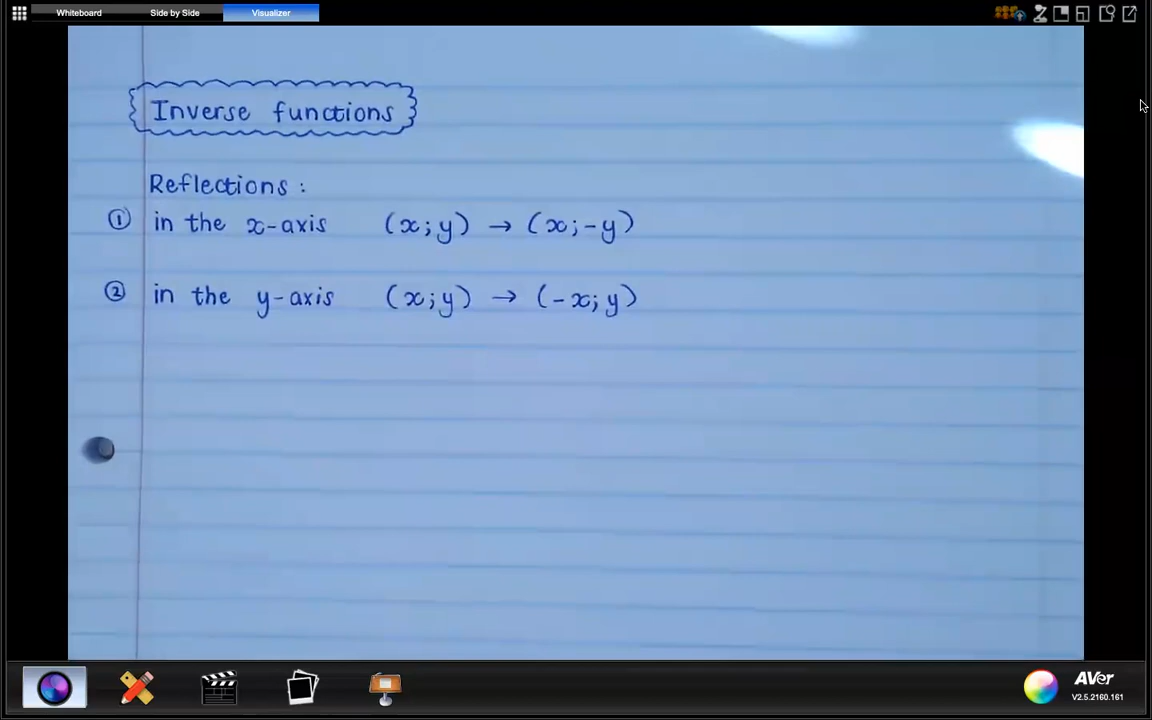 Whiteboard Side by Side Visualizer
Inverse functions
Reflections :
① in the x-axis (x;y) → (x;-y)
② in the y-axis (x;y) → (-x;y)
AVer
V2.5.2160.161